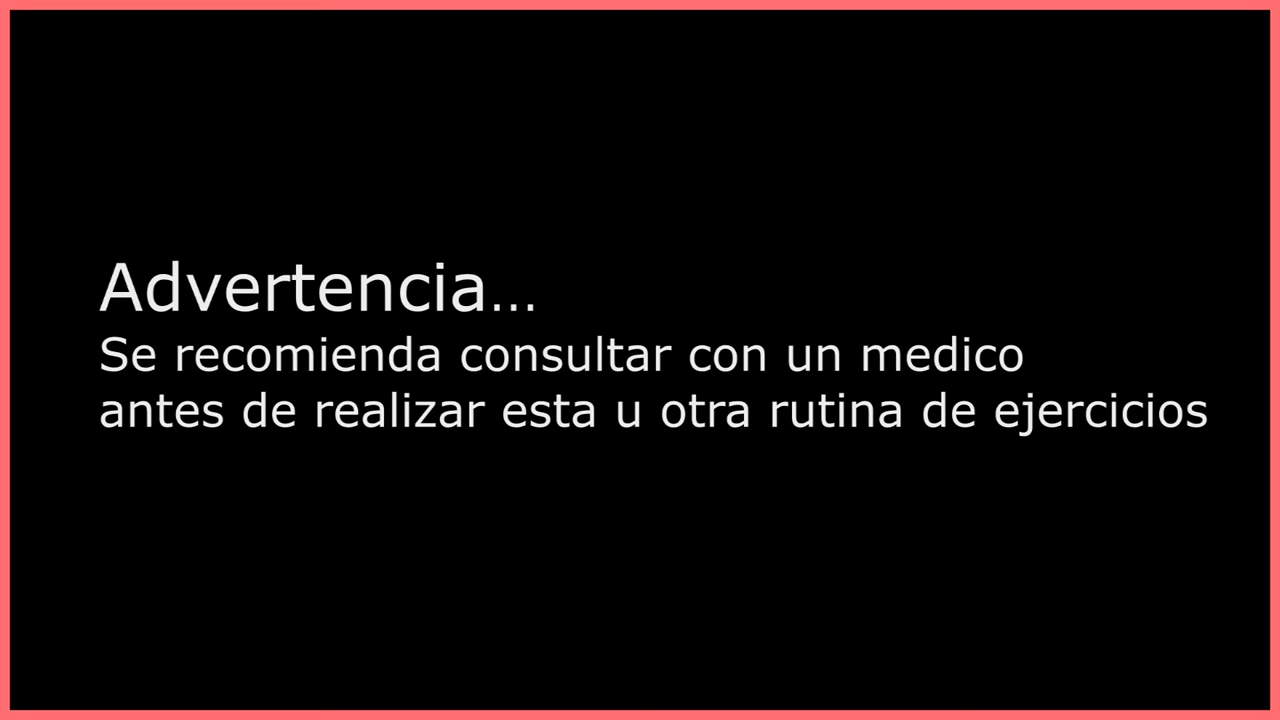 Advertencia...
Se recomienda consultar con un medico
antes de realizar esta u otra rutina de ejercicios